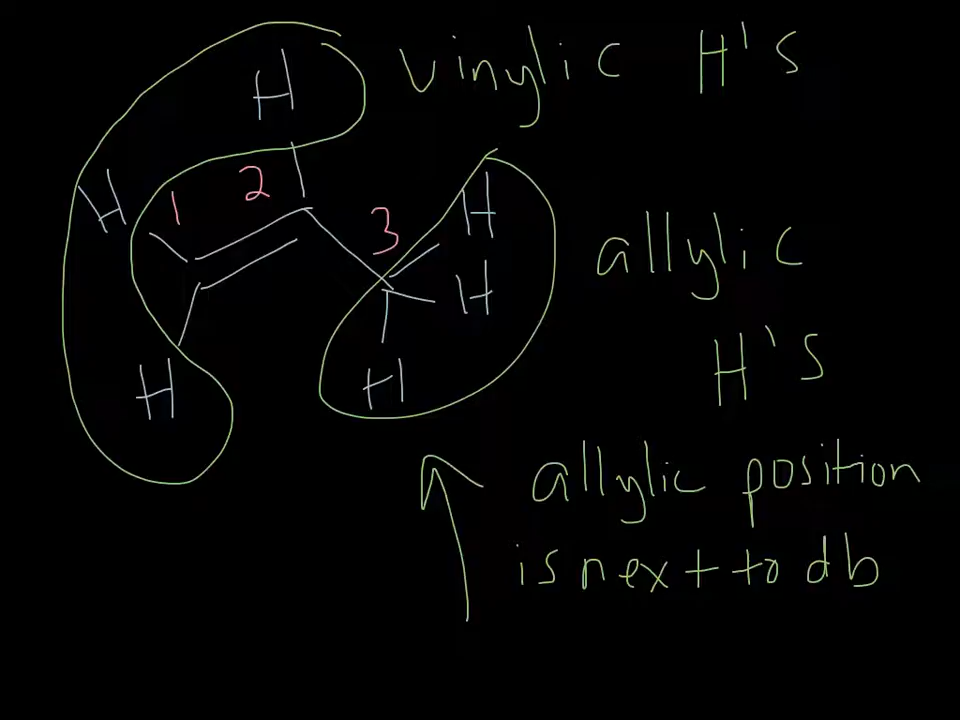 H
vinylic H's
H
1
2
3
H
H
H
H
allylic
H's
allylic position
is next to db